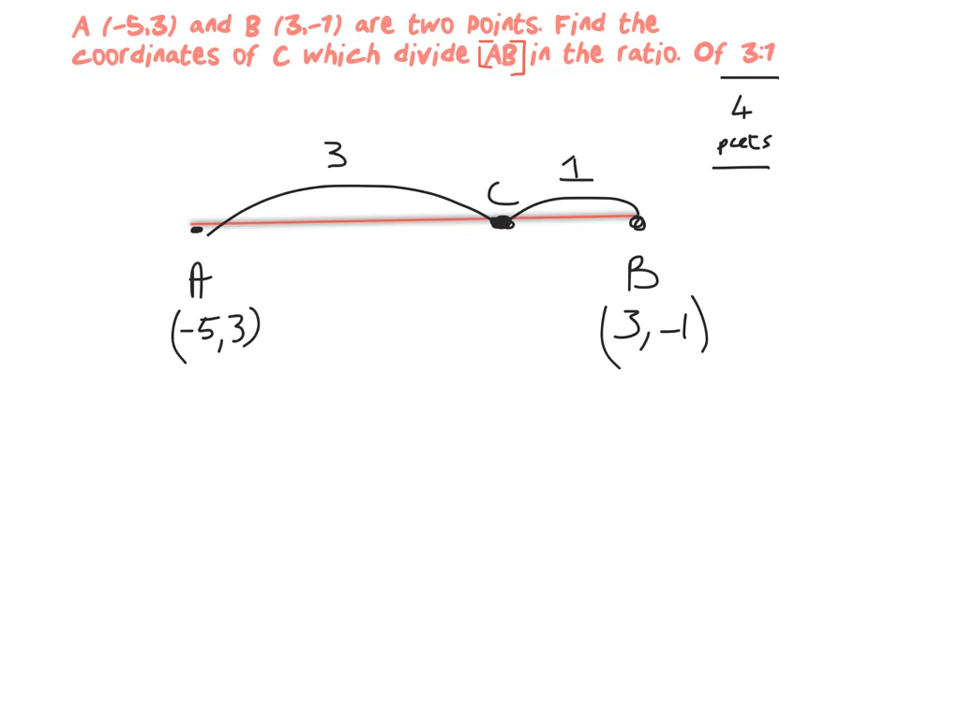 A (-5,3) and B (3,-1) are two points. Find the
coordinates of C which divide [AB] in the ratio. Of 3:1
4
parts
3
C
1
A
B
(-5,3)
(3,-1)